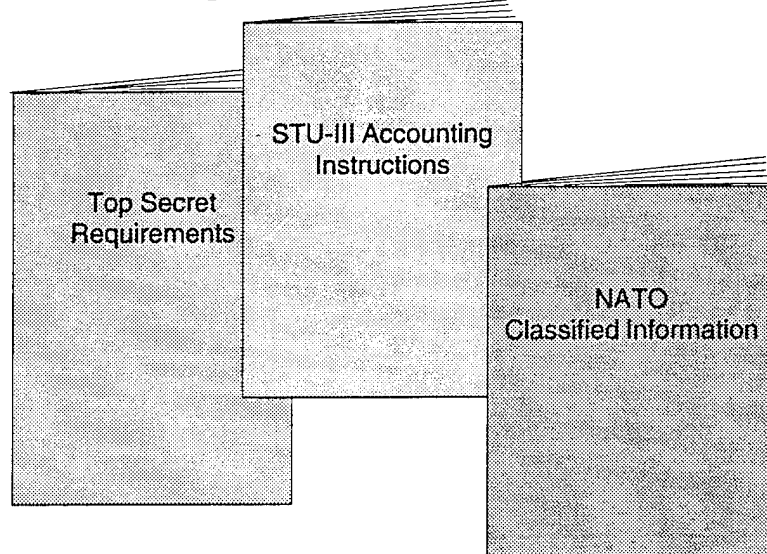 Top Secret
Requirements
STU-III Accounting
Instructions
NATO
Classified Information